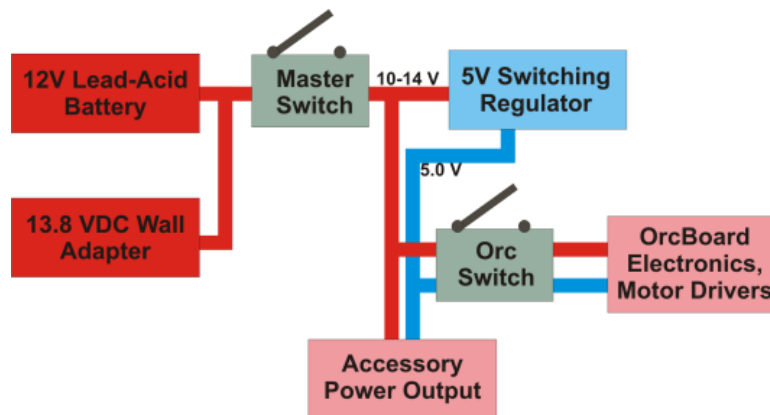 12V Lead-Acid
Battery
Master
Switch
10-14 V
5V Switching
Regulator
5.0 V
13.8 VDC Wall
Adapter
Orc
Switch
OrcBoard
Electronics,
Motor Drivers
Accessory
Power Output